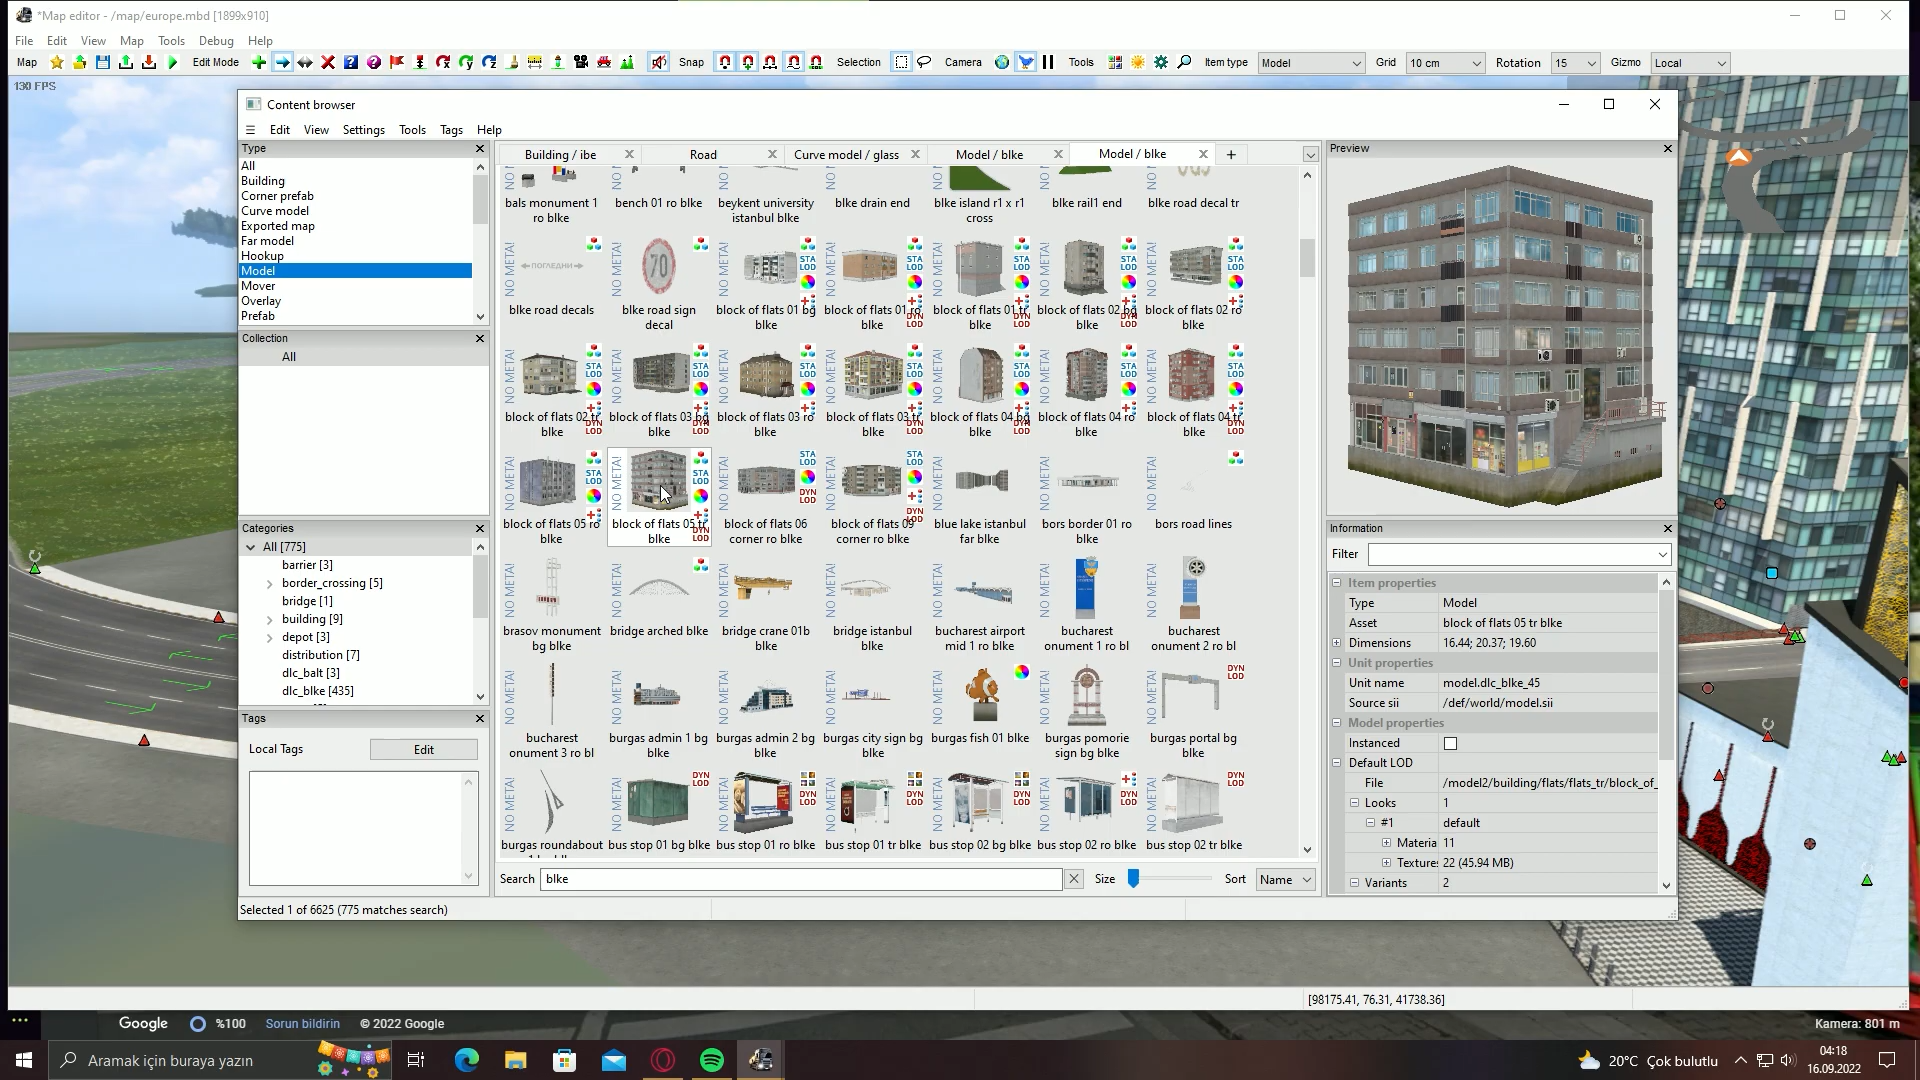 *Map editor - /map/europe.mbd [1899x910]
File Edit View Map Tools Debug Help
Map Edit Mode Snap Selection Camera Tools Item type Model Grid 10 cm Rotation 15 Gizmo Local
130 FPS
Content browser
Edit View Settings Tools Tags Help
Type
All
Building
Corner prefab
Curve model
Exported map
Far model
Hookup
Model
Mover
Overlay
Prefab
Collection
All
Categories
All [775]
barrier [3]
border_crossing [5]
bridge [1]
building [9]
depot [3]
distribution [7]
dlc_balt [3]
dlc_blke [435]
Tags
Local Tags
Edit
Building / ibe
Road
Curve model / glass
Model / blke
Model / blke
bals monument 1 ro blke
bench 01 ro blke
beykent university istanbul blke
blke drain end
blke island r1 x r1 cross
blke rail1 end
blke road decal tr
blke road decals
blke road sign decal
block of flats 01 bg blke
block of flats 01 ro blke
block of flats 01 tr blke
block of flats 02 bg blke
block of flats 02 ro blke
block of flats 02 tr blke
block of flats 03 bg blke
block of flats 03 ro blke
block of flats 03 tr blke
block of flats 04 bg blke
block of flats 04 ro blke
block of flats 04 tr blke
block of flats 05 ro blke
block of flats 05 tr blke
block of flats 06 corner ro blke
block of flats 09 corner ro blke
blue lake istanbul far blke
bors border 01 ro blke
bors road lines
brasov monument bg blke
bridge arched blke
bridge crane 01b blke
bridge istanbul blke
bucharest airport mid 1 ro blke
bucharest onument 1 ro bl
bucharest onument 2 ro bl
bucharest onument 3 ro bl
burgas admin 1 bg blke
burgas admin 2 bg blke
burgas city sign bg blke
burgas fish 01 blke
burgas pomorie sign bg blke
burgas portal bg blke
burgas roundabout
bus stop 01 bg blke
bus stop 01 ro blke
bus stop 01 tr blke
bus stop 02 bg blke
bus stop 02 ro blke
bus stop 02 tr blke
NO META!
STA LOD
DYN LOD
Search blke Size Sort Name
Selected 1 of 6625 (775 matches search)
Preview
Information
Filter
Item properties
Type Model
Asset block of flats 05 tr blke
Dimensions 16.44; 20.37; 19.60
Unit properties
Unit name model.dlc_blke_45
Source sii /def/world/model.sii
Model properties
Instanced
Default LOD
File /model2/building/flats/flats_tr/block_of_
Looks 1
#1 default
Materia 11
Textures 22 (45.94 MB)
Variants 2
[98175.41, 76.31, 41738.36]
Google %100 Sorun bildirin © 2022 Google Kamera: 801 m
Aramak için buraya yazın
20°C Çok bulutlu
04:18
16.09.2022